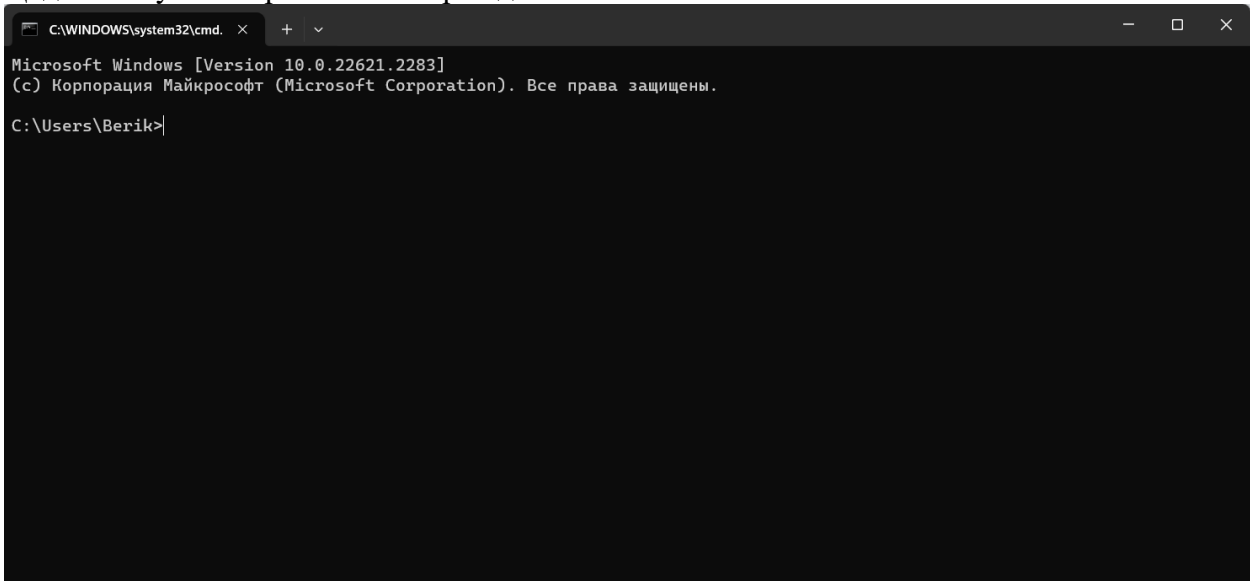 C:\WINDOWS\system32\cmd.
Microsoft Windows [Version 10.0.22621.2283]
(c) Корпорация Майкрософт (Microsoft Corporation). Все права защищены.
C:\Users\Berik>